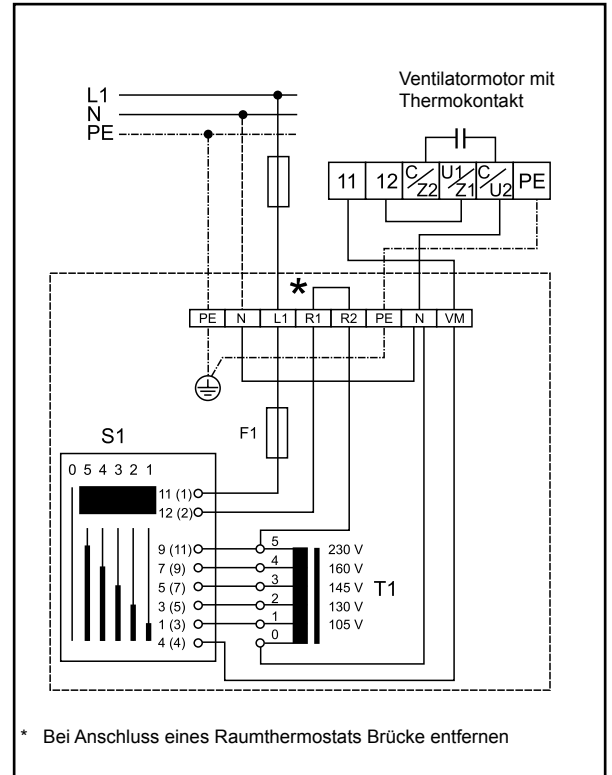 Ventilatormotor mit
Thermokontakt
L1
N
PE
11 12 C/Z2 U1/Z1 C/U2 PE
*
PE N L1 R1 R2 PE N VM
F1
S1
0 5 4 3 2 1
11 (1)
12 (2)
9 (11) 5 230 V
7 (9) 4 160 V
5 (7) 3 145 V T1
3 (5) 2 130 V
1 (3) 1 105 V
4 (4) 0
* Bei Anschluss eines Raumthermostats Brücke entfernen